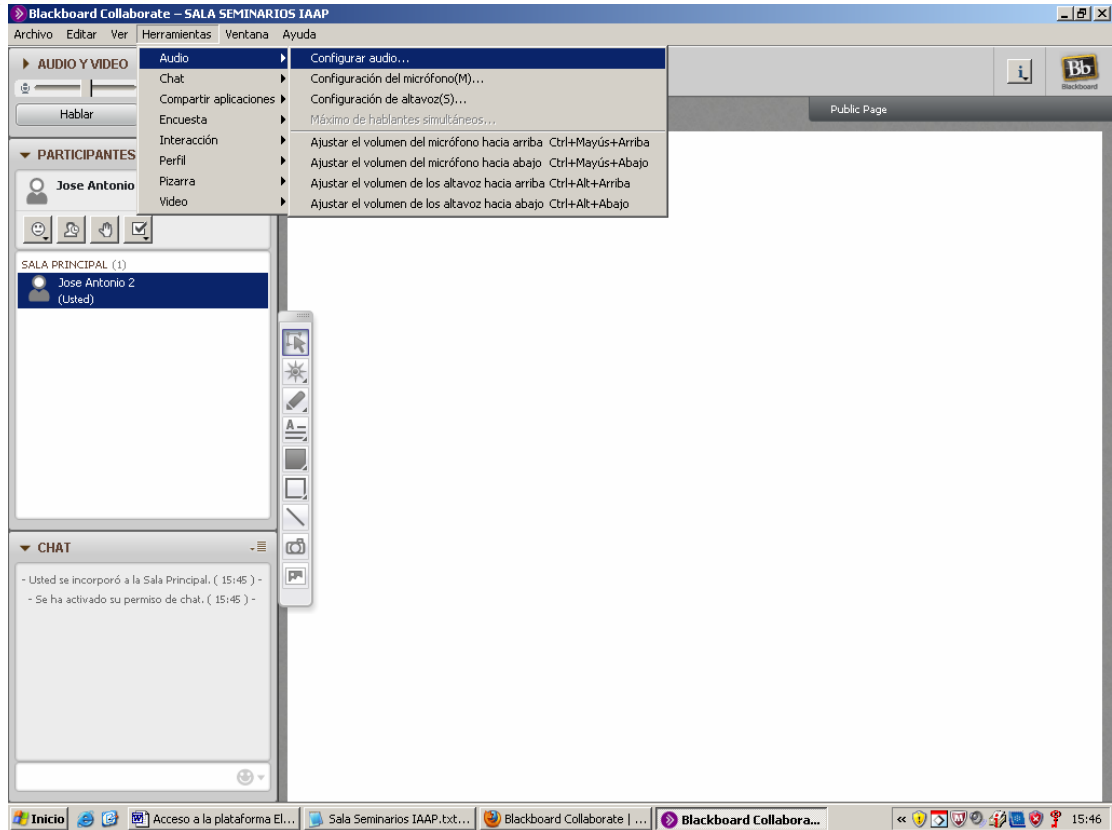 Blackboard Collaborate – SALA SEMINARIOS IAAP
Archivo Editar Ver Herramientas Ventana Ayuda
AUDIO Y VIDEO
Hablar
Audio
Chat
Compartir aplicaciones
Encuesta
Interacción
Perfil
Pizarra
Video
Configurar audio...
Configuración del micrófono(M)...
Configuración de altavoz(S)...
Máximo de hablantes simultáneos...
Ajustar el volumen del micrófono hacia arriba Ctrl+Mayús+Arriba
Ajustar el volumen del micrófono hacia abajo Ctrl+Mayús+Abajo
Ajustar el volumen de los altavoz hacia arriba Ctrl+Alt+Arriba
Ajustar el volumen de los altavoz hacia abajo Ctrl+Alt+Abajo
i
Bb
Blackboard
Public Page
PARTICIPANTES
Jose Antonio
SALA PRINCIPAL (1)
Jose Antonio 2
(Usted)
A
CHAT
- Usted se incorporó a la Sala Principal. ( 15:45 ) -
- Se ha activado su permiso de chat. ( 15:45 ) -
Inicio
Acceso a la plataforma El...
Sala Seminarios IAAP.txt...
Blackboard Collaborate | ...
Blackboard Collabora...
15:46